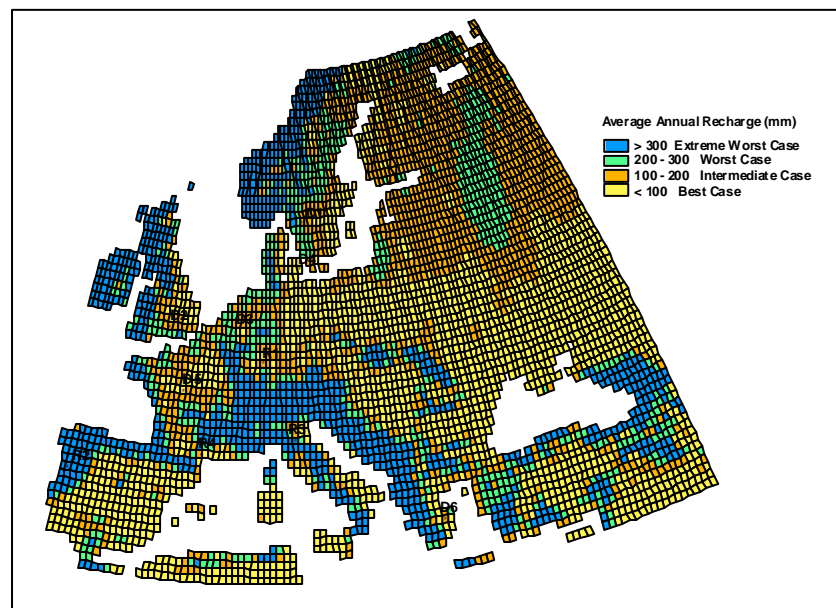 Average Annual Recharge (mm)
> 300 Extreme Worst Case
200 - 300 Worst Case
100 - 200 Intermediate Case
< 100 Best Case
D6